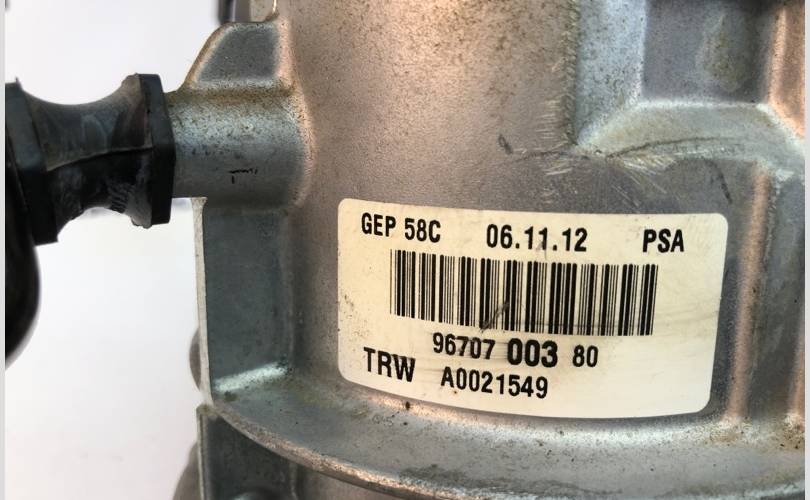 GEP 58C 06.11.12 PSA
96707 003 80
TRW A0021549